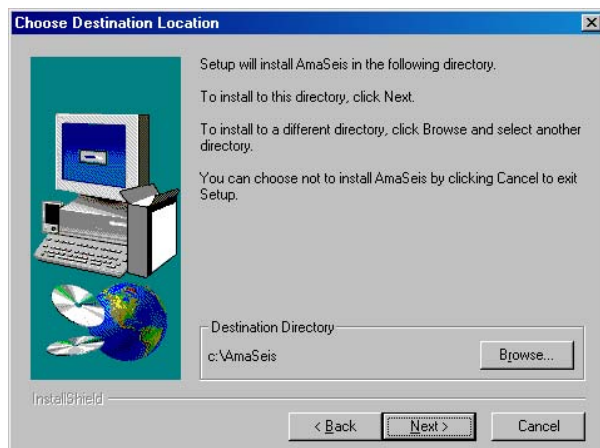 Choose Destination Location
Setup will install AmaSeis in the following directory.
To install to this directory, click Next.
To install to a different directory, click Browse and select another
directory.
You can choose not to install AmaSeis by clicking Cancel to exit
Setup.
Destination Directory
c:\AmaSeis
Browse...
InstallShield
< Back
Next >
Cancel